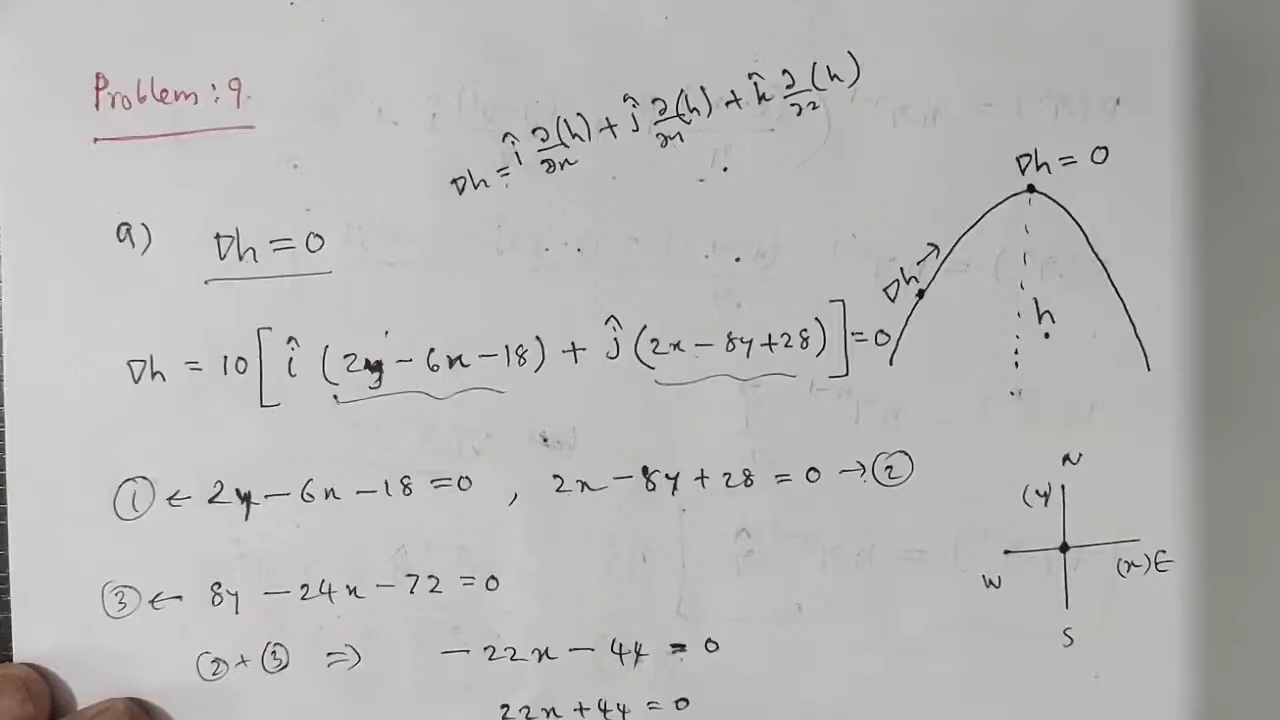 Problem: 9.
∇h = î ∂(h)/∂x + ĵ ∂(h)/∂y + k̂ ∂(h)/∂z
∇h = 0
a) ∇h = 0
∇h →
h
∇h = 10 [ î (2y - 6x - 18) + ĵ (2x - 8y + 28) ] = 0
① ← 2y - 6x - 18 = 0 , 2x - 8y + 28 = 0 → ②
N
(y)
W (x) E
S
③ ← 8y - 24x - 72 = 0
② + ③ ⇒ - 22x - 44 = 0
22x + 44 = 0